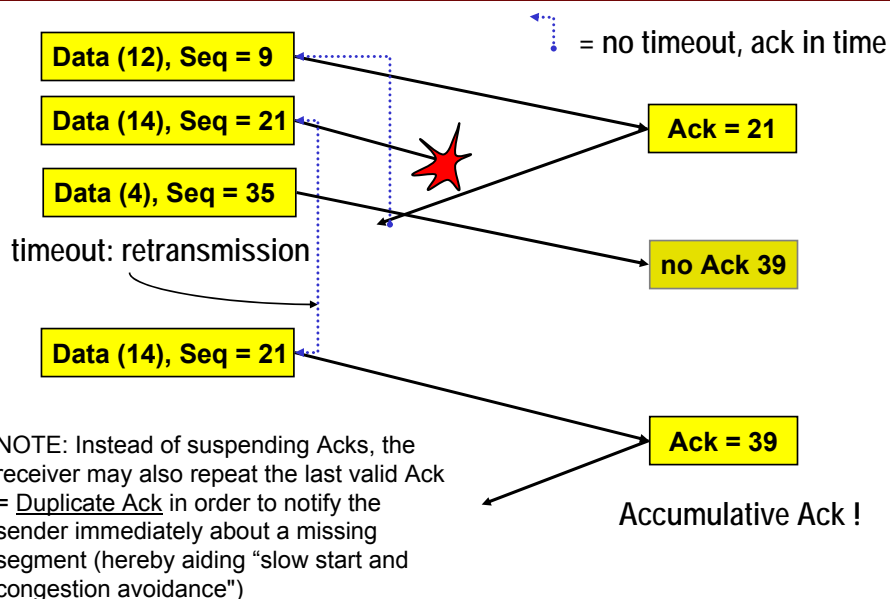 = no timeout, ack in time
Data (12), Seq = 9
Data (14), Seq = 21
Ack = 21
Data (4), Seq = 35
timeout: retransmission
no Ack 39
Data (14), Seq = 21
Ack = 39
NOTE: Instead of suspending Acks, the
receiver may also repeat the last valid Ack
= Duplicate Ack in order to notify the
sender immediately about a missing
segment (hereby aiding “slow start and
congestion avoidance")
Accumulative Ack !